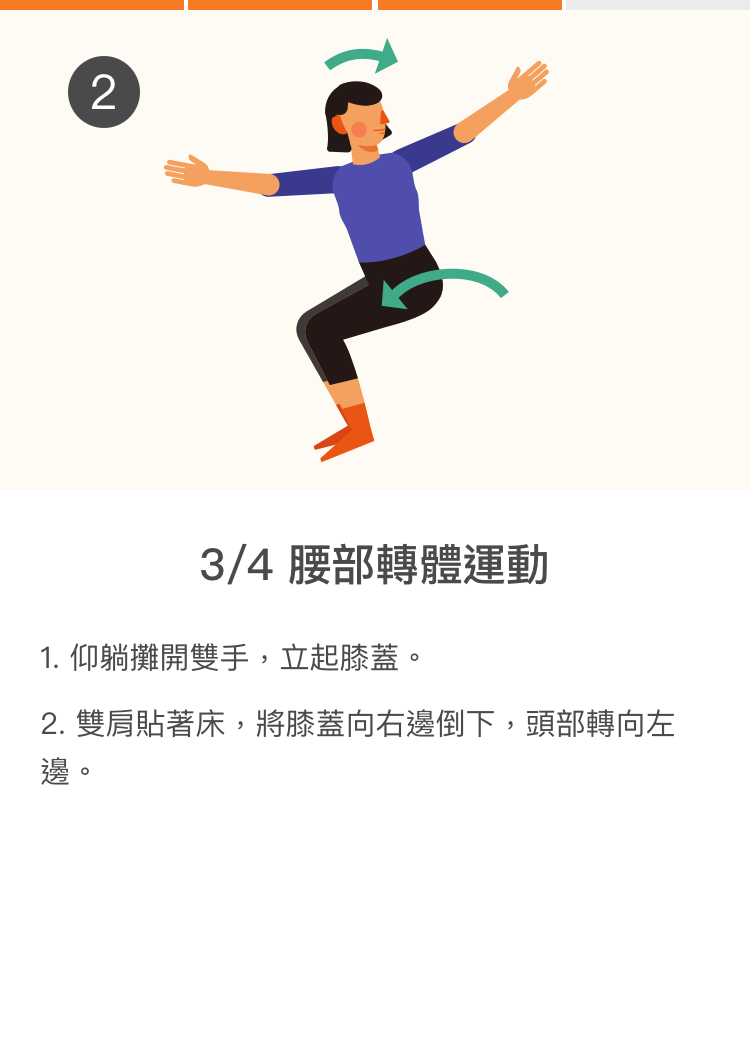 2
3/4 腰部轉體運動
1. 仰躺攤開雙手，立起膝蓋。
2. 雙肩貼著床，將膝蓋向右邊倒下，頭部轉向左
邊。